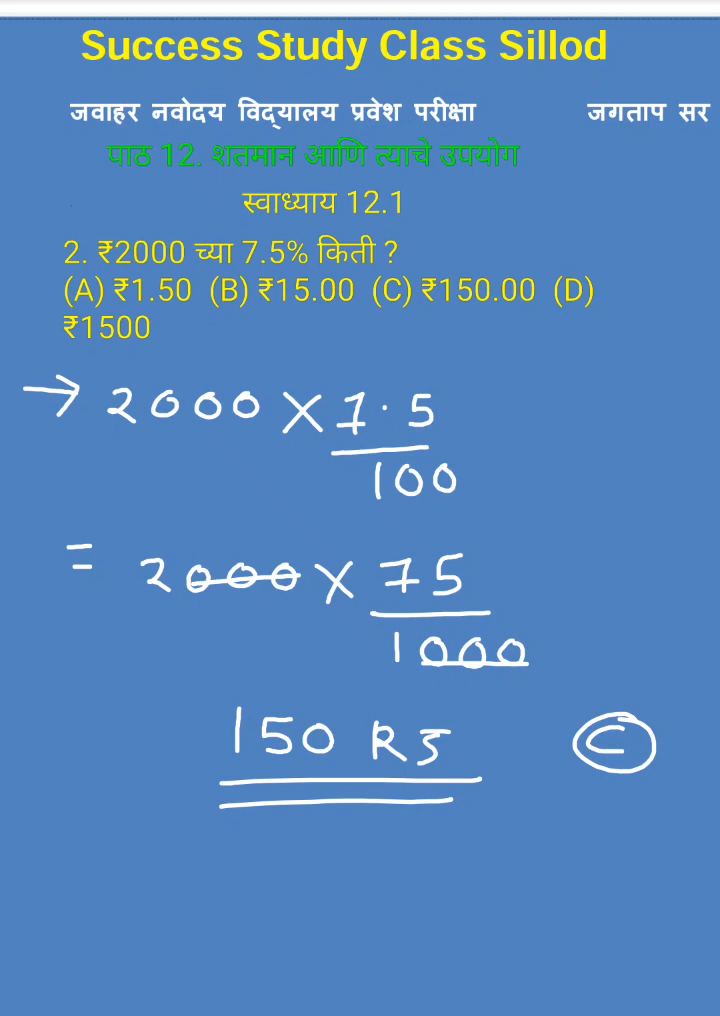 Success Study Class Sillod
जवाहर नवोदय विद्यालय प्रवेश परीक्षा जगताप सर
पाठ 12. शतमान आणि त्याचे उपयोग
स्वाध्याय 12.1
2. ₹2000 च्या 7.5% किती ?
(A) ₹1.50 (B) ₹15.00 (C) ₹150.00 (D)
₹1500
→ 2000 × 7.5
100
= 2000 × 75
1000
150 RS C